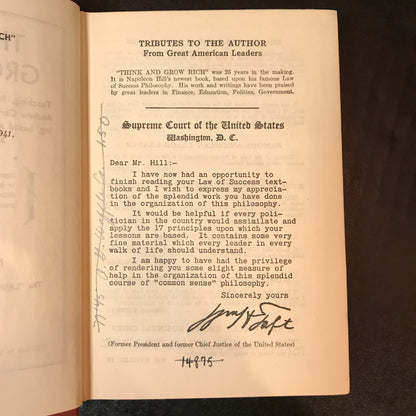 TRIBUTES TO THE AUTHOR
From Great American Leaders
"THINK AND GROW RICH" was 25 years in the making.
It is Napoleon Hill's newest book, based upon his famous Law
of Success Philosophy. His work and writings have been praised
by great leaders in Finance, Education, Politics, Government.
Supreme Court of the United States
Washington, D. C.
Dear Mr. Hill:-
I have now had an opportunity to
finish reading your Law of Success text-
books and I wish to express my apprecia-
tion of the splendid work you have done
in the organization of this philosophy.
It would be helpful if every poli-
tician in the country would assimilate and
apply the 17 principles upon which your
lessons are based. It contains some very
fine material which every leader in every
walk of life should understand.
I am happy to have had the privilege
of rendering you some slight measure of
help in the organization of this splendid
course of "common sense" philosophy.
Sincerely yours
Wm H Taft
(Former President and former Chief Justice of the United States)
14875